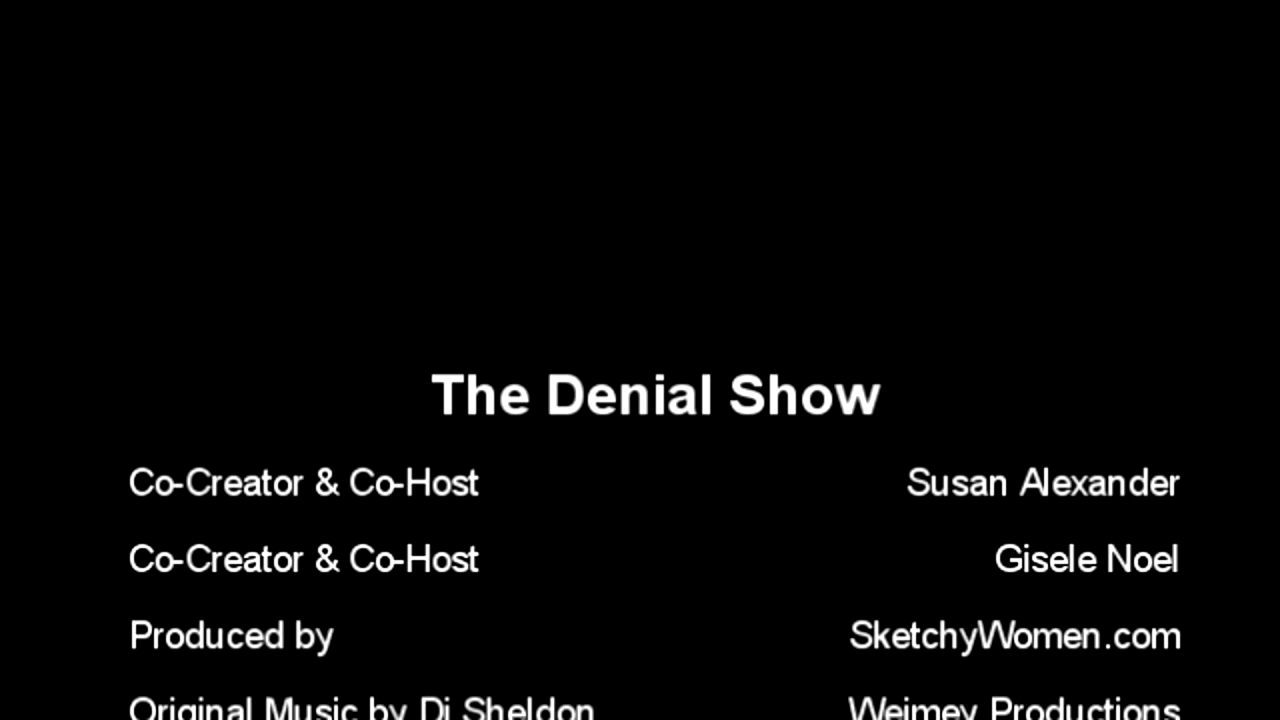 The Denial Show
Co-Creator & Co-Host Susan Alexander
Co-Creator & Co-Host Gisele Noel
Produced by SketchyWomen.com
Original Music by Di Sheldon Weimey Productions